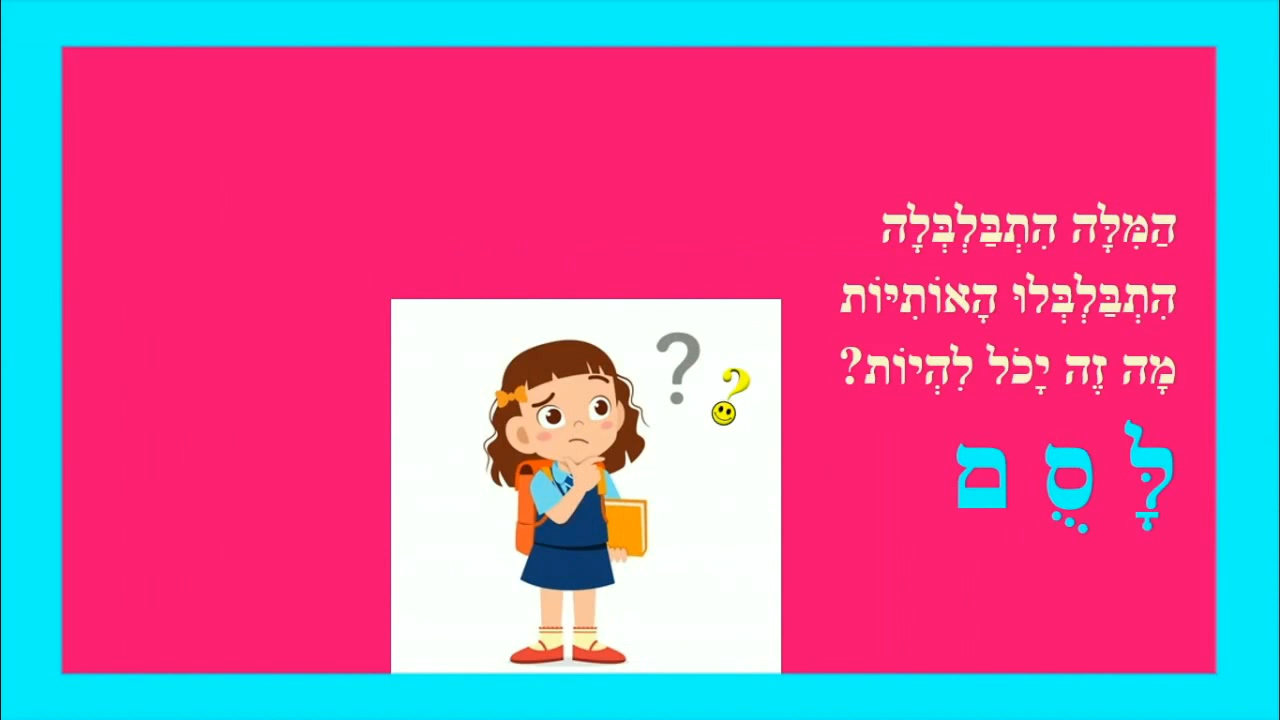 הַמִּלָּה הִתְבַּלְבְּלָה
הִתְבַּלְבְּלוּ הָאוֹתִיּוֹת
מָה זֶה יָכֹל לִהְיוֹת?
לָּ סֻ ם
? ?